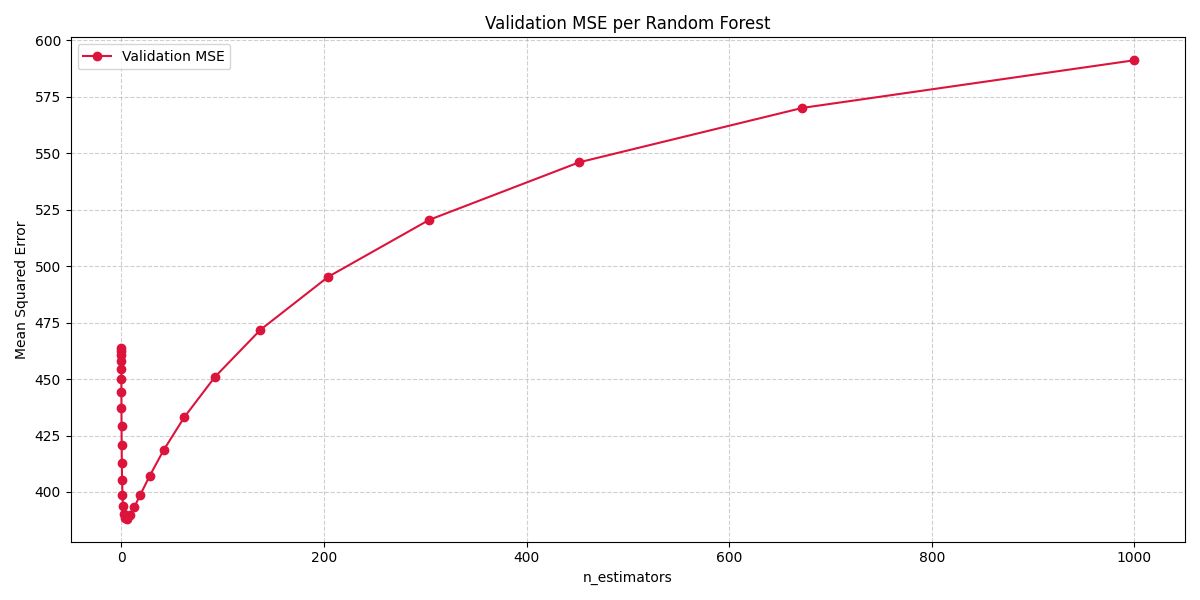 Validation MSE per Random Forest
Validation MSE
Mean Squared Error
600
575
550
525
500
475
450
425
400
0 200 400 600 800 1000
n_estimators